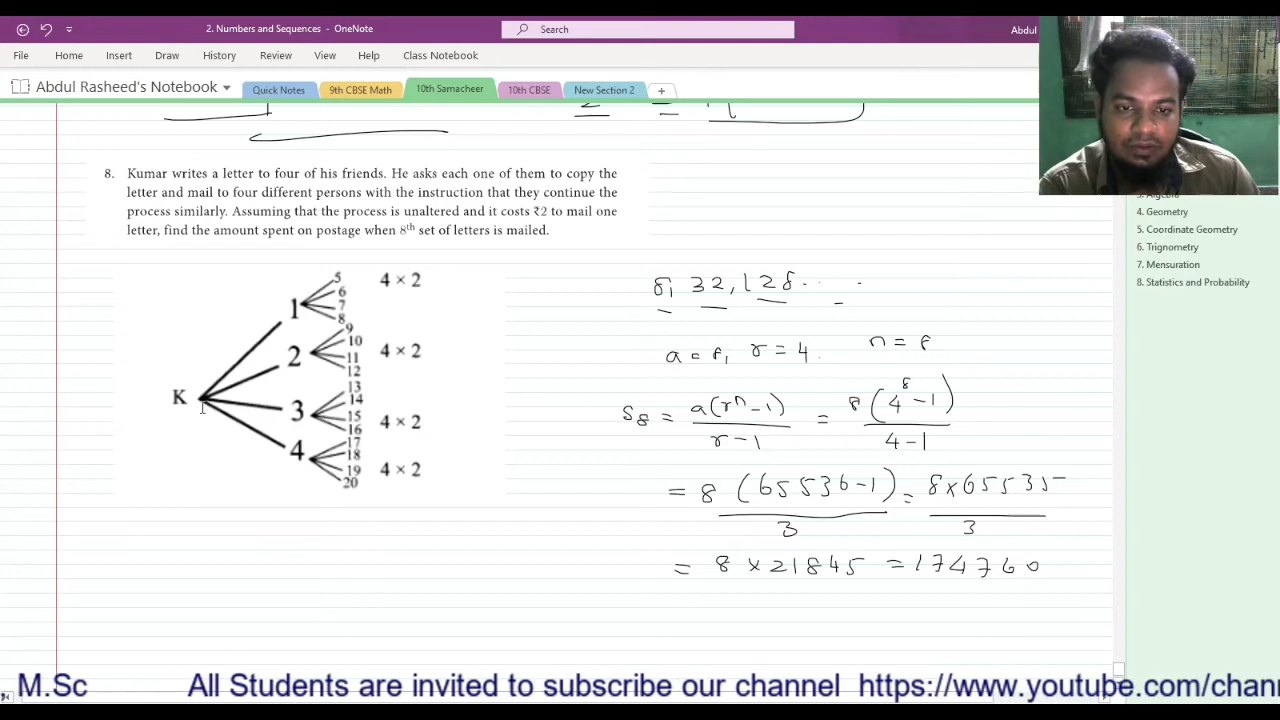 2. Numbers and Sequences - OneNote
Search
Abdul
File Home Insert Draw History Review View Help Class Notebook
Abdul Rasheed's Notebook
Quick Notes
9th CBSE Math
10th Samacheer
10th CBSE
New Section 2
+
8. Kumar writes a letter to four of his friends. He asks each one of them to copy the
letter and mail to four different persons with the instruction that they continue the
process similarly. Assuming that the process is unaltered and it costs ₹2 to mail one
letter, find the amount spent on postage when 8th set of letters is mailed.
K
1
2
3
4
5
6
7
8
9
10
11
12
13
14
15
16
17
18
19
20
4 × 2
4 × 2
4 × 2
4 × 2
8, 32, 128 . . .
a = 8, r = 4. n = 8
S8 = a(r^n - 1) / r - 1 = 8(4^8 - 1) / 4 - 1
= 8 (65536 - 1) / 3 = 8 × 65535 / 3
= 8 × 21845 = 174760
4. Geometry
5. Coordinate Geometry
6. Trignometry
7. Mensuration
8. Statistics and Probability
M.Sc All Students are invited to subscribe our channel https://www.youtube.com/chan